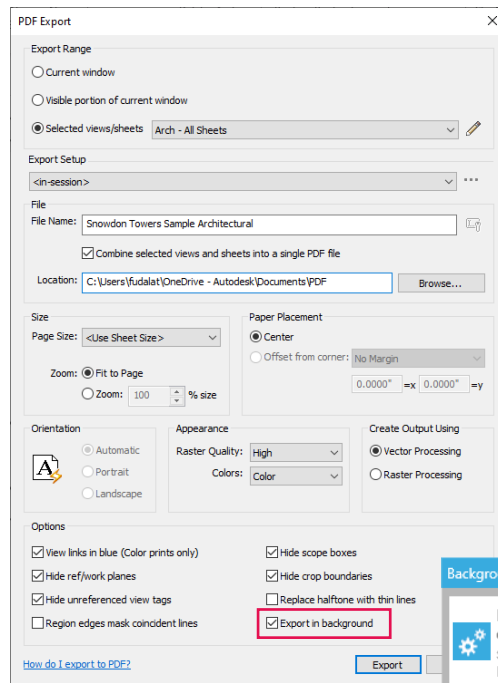 PDF Export
Export Range
Current window
Visible portion of current window
Selected views/sheets Arch - All Sheets
Export Setup
<in-session>
File
File Name: Snowdon Towers Sample Architectural
Combine selected views and sheets into a single PDF file
Location: C:\Users\fudalat\OneDrive - Autodesk\Documents\PDF Browse...
Size Paper Placement
Page Size: <Use Sheet Size> Center
Offset from corner: No Margin
Zoom: Fit to Page
Zoom: 100 % size 0.0000" =x 0.0000" =y
Orientation Appearance Create Output Using
Automatic Raster Quality: High Vector Processing
Portrait Colors: Color Raster Processing
Landscape
Options
View links in blue (Color prints only) Hide scope boxes
Hide ref/work planes Hide crop boundaries
Hide unreferenced view tags Replace halftone with thin lines
Region edges mask coincident lines Export in background
How do I export to PDF? Export
Backgro